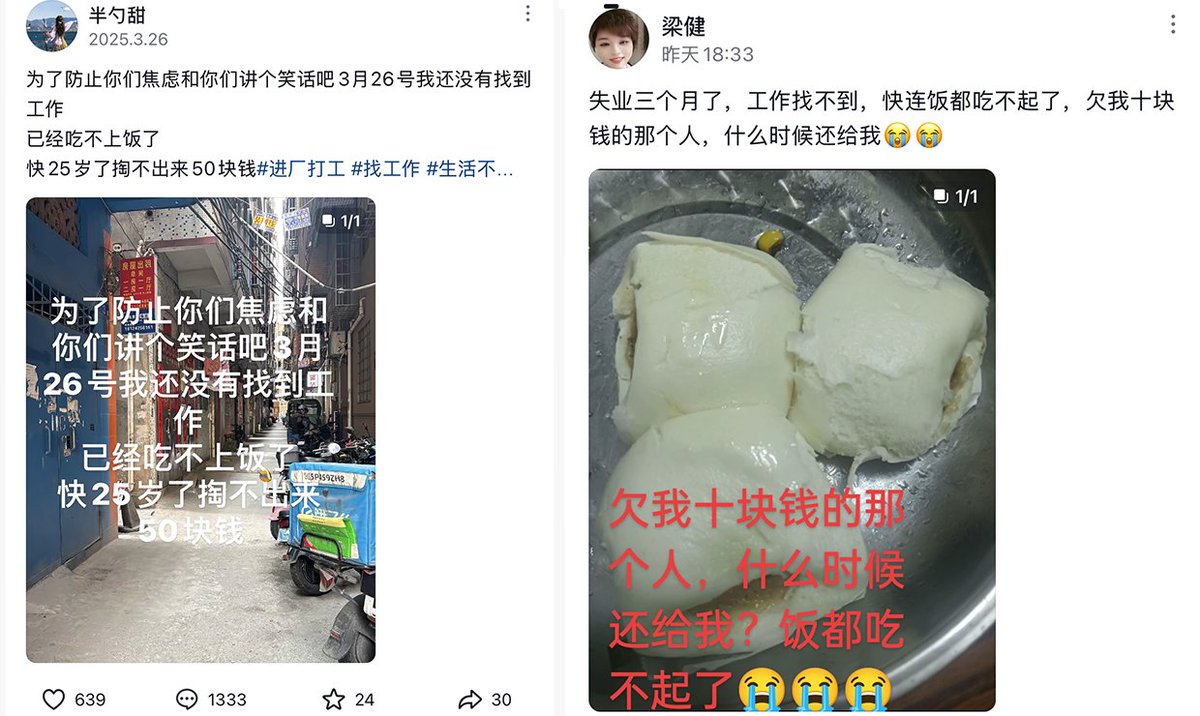 半勺甜
2025.3.26
为了防止你们焦虑和你们讲个笑话吧3月26号我还没有找到
工作
已经吃不上饭了
快25岁了掏不出来50块钱#进厂打工 #找工作 #生活不…
1/1
房屋出租
为了防止你们焦虑和
你们讲个笑话吧3月
26号我还没有找到工
作
已经吃不上饭了
快25岁了掏不出来
50块钱
639
1333
24
30
梁健
昨天18:33
失业三个月了，工作找不到，快连饭都吃不起了，欠我十块
钱的那个人，什么时候还给我😭😭
1/1
欠我十块钱的那
个人，什么时候
还给我？饭都吃
不起了😭😭😭